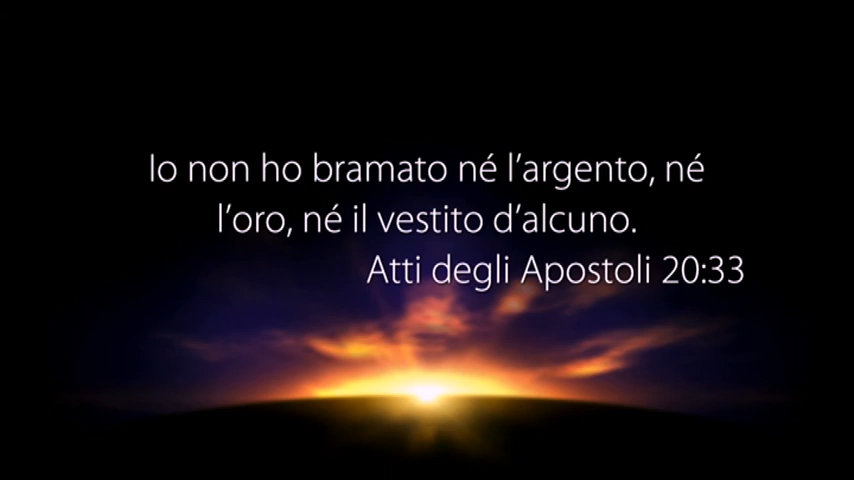 Io non ho bramato né l’argento, né
l’oro, né il vestito d’alcuno.
Atti degli Apostoli 20:33